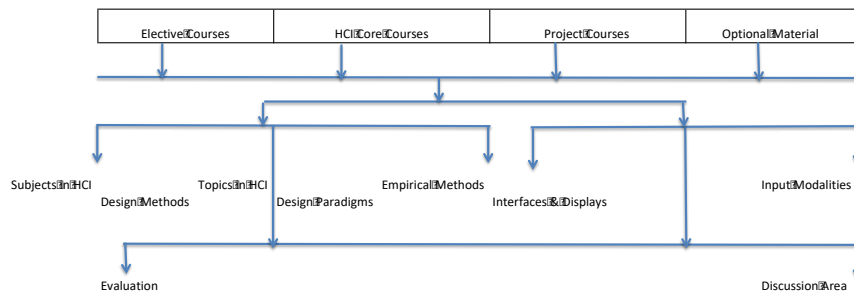 Elective Courses HCI Core Courses Project Courses Optional Material
Subjects In HCI Topics In HCI Empirical Methods Input Modalities
Design Methods Design Paradigms Interfaces & Displays
Evaluation Discussion Area